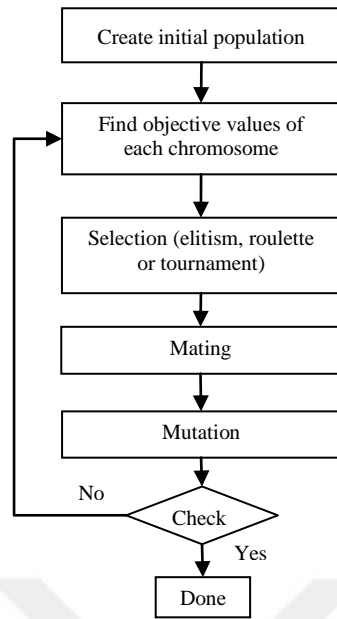 Create initial population
Find objective values of
each chromosome
Selection (elitism, roulette
or tournament)
Mating
Mutation
No
Check
Yes
Done